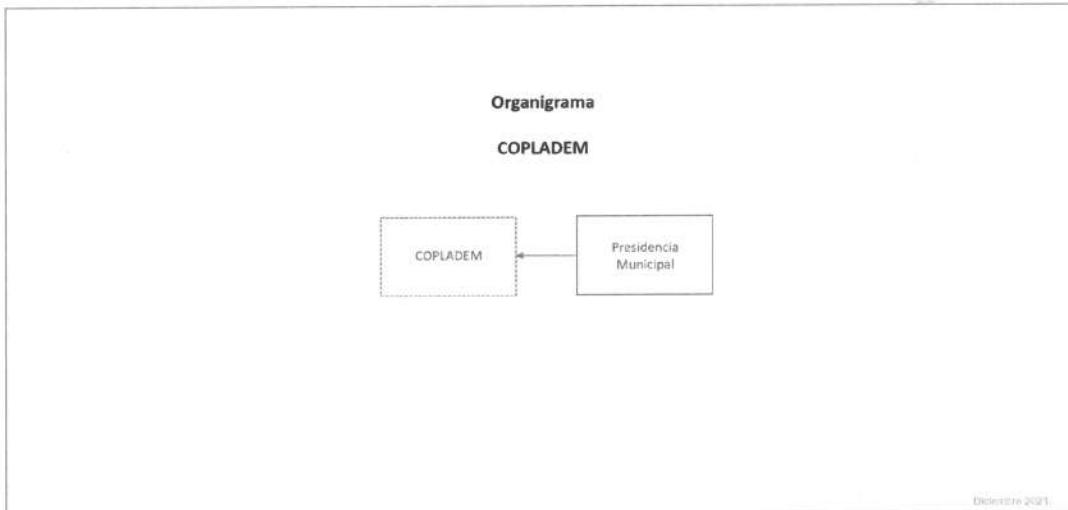 Organigrama
COPLADEM
COPLADEM
Presidencia
Municipal
Diciembre 2021